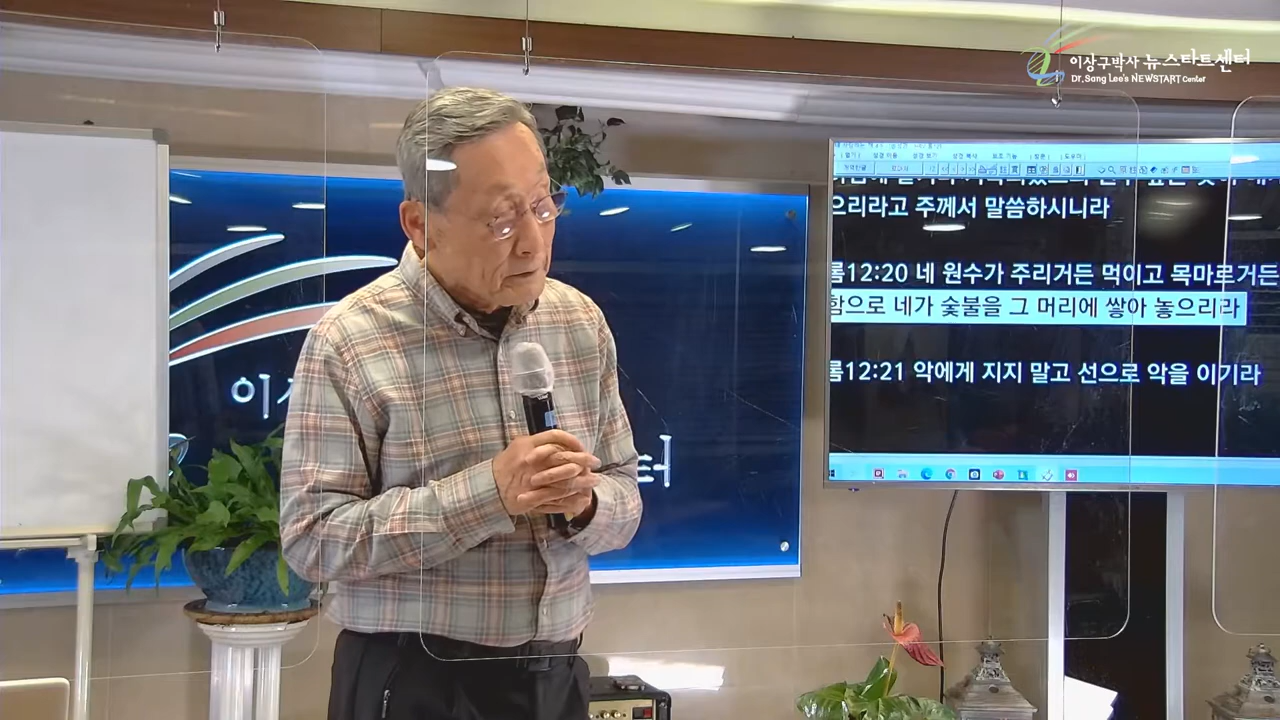 이상구박사 뉴스타트센터
Dr. Sang Lee's NEWSTART Center
으리라고 주께서 말씀하시니라
롬12:20 네 원수가 주리거든 먹이고 목마르거든
함으로 네가 숯불을 그 머리에 쌓아 놓으리라
롬12:21 악에게 지지 말고 선으로 악을 이기라
이
터